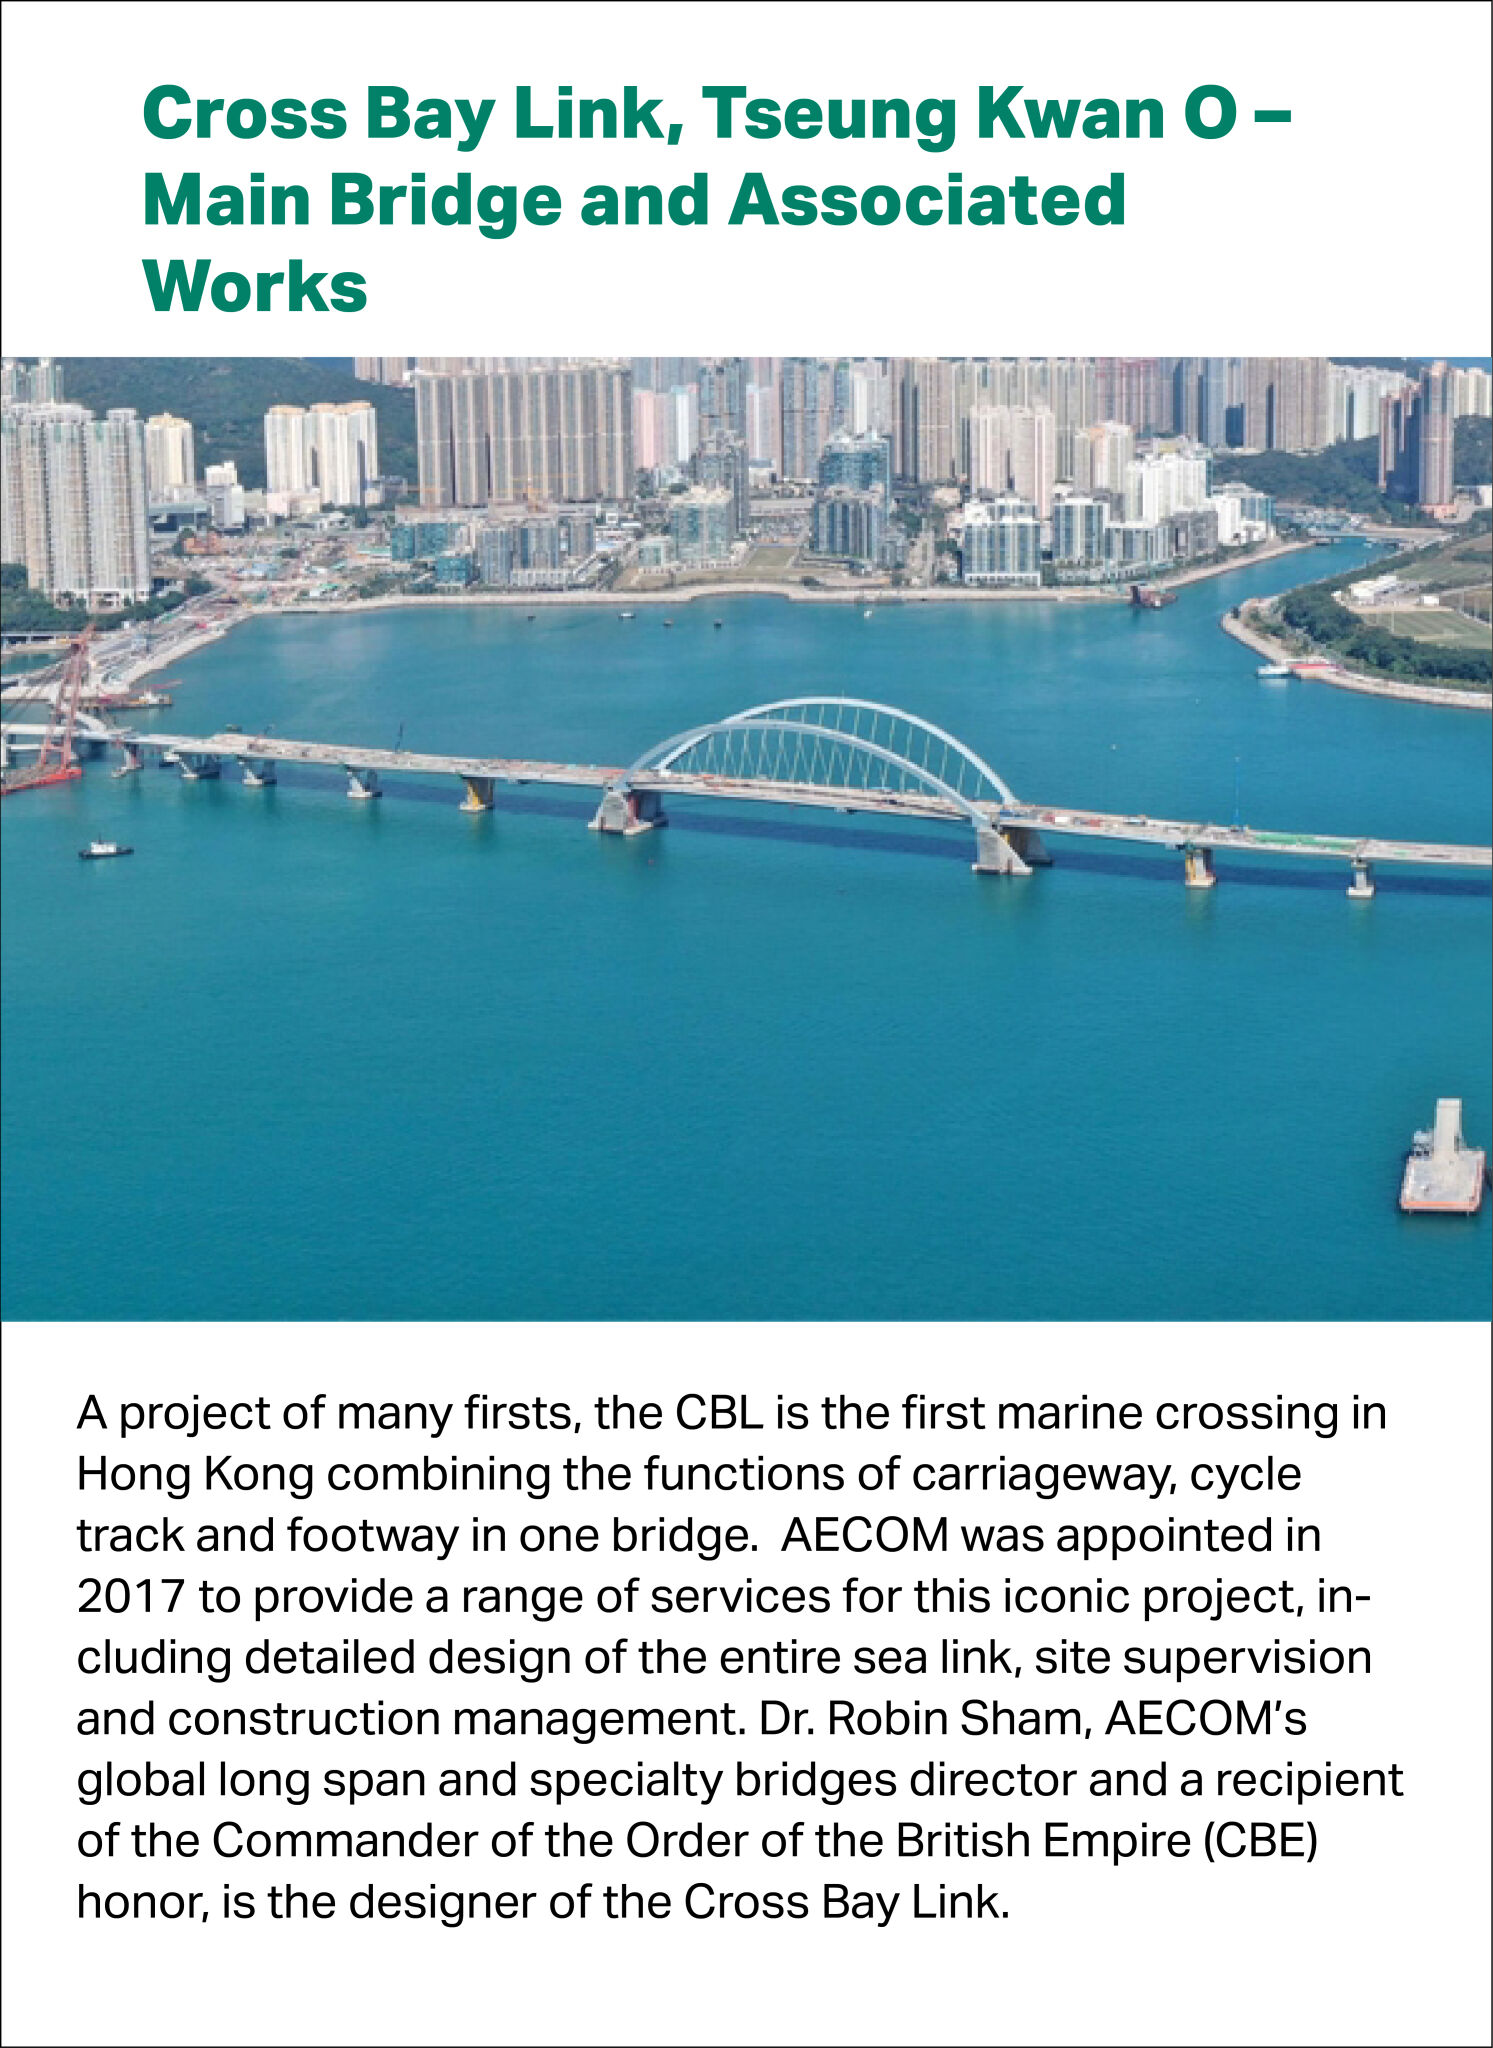 Cross Bay Link, Tseung Kwan O –
Main Bridge and Associated
Works
A project of many firsts, the CBL is the first marine crossing in
Hong Kong combining the functions of carriageway, cycle
track and footway in one bridge.  AECOM was appointed in
2017 to provide a range of services for this iconic project, in-
cluding detailed design of the entire sea link, site supervision
and construction management. Dr. Robin Sham, AECOM’s
global long span and specialty bridges director and a recipient
of the Commander of the Order of the British Empire (CBE)
honor, is the designer of the Cross Bay Link.